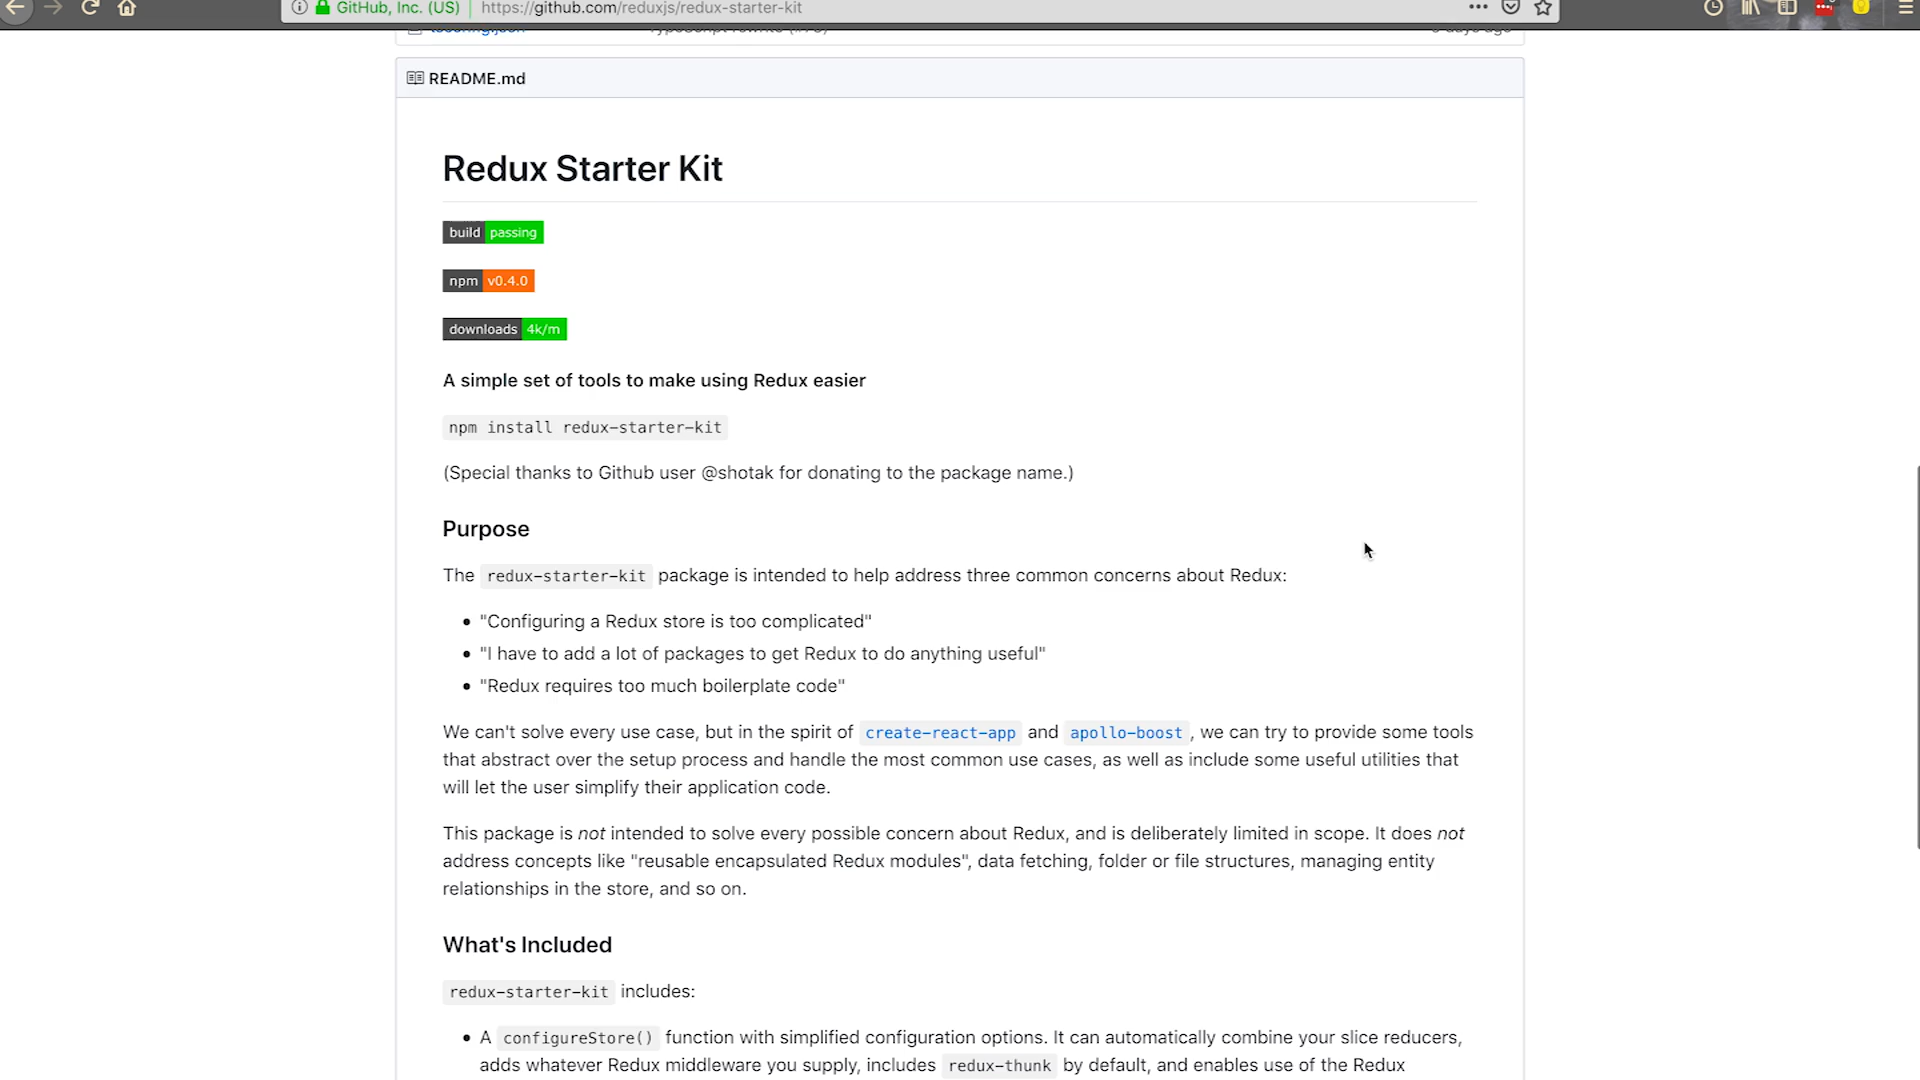 GitHub, Inc. (US) https://github.com/reduxjs/redux-starter-kit
README.md
Redux Starter Kit
build passing
npm v0.4.0
downloads 4k/m
A simple set of tools to make using Redux easier
npm install redux-starter-kit
(Special thanks to Github user @shotak for donating to the package name.)
Purpose
The redux-starter-kit package is intended to help address three common concerns about Redux:
• "Configuring a Redux store is too complicated"
• "I have to add a lot of packages to get Redux to do anything useful"
• "Redux requires too much boilerplate code"
We can't solve every use case, but in the spirit of create-react-app and apollo-boost , we can try to provide some tools
that abstract over the setup process and handle the most common use cases, as well as include some useful utilities that
will let the user simplify their application code.
This package is not intended to solve every possible concern about Redux, and is deliberately limited in scope. It does not
address concepts like "reusable encapsulated Redux modules", data fetching, folder or file structures, managing entity
relationships in the store, and so on.
What's Included
redux-starter-kit includes:
• A configureStore() function with simplified configuration options. It can automatically combine your slice reducers,
adds whatever Redux middleware you supply, includes redux-thunk by default, and enables use of the Redux